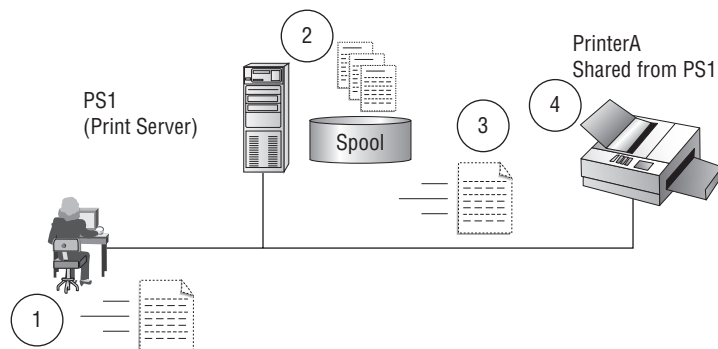 2
PrinterA
Shared from PS1
4
PS1
(Print Server)
3
Spool
1